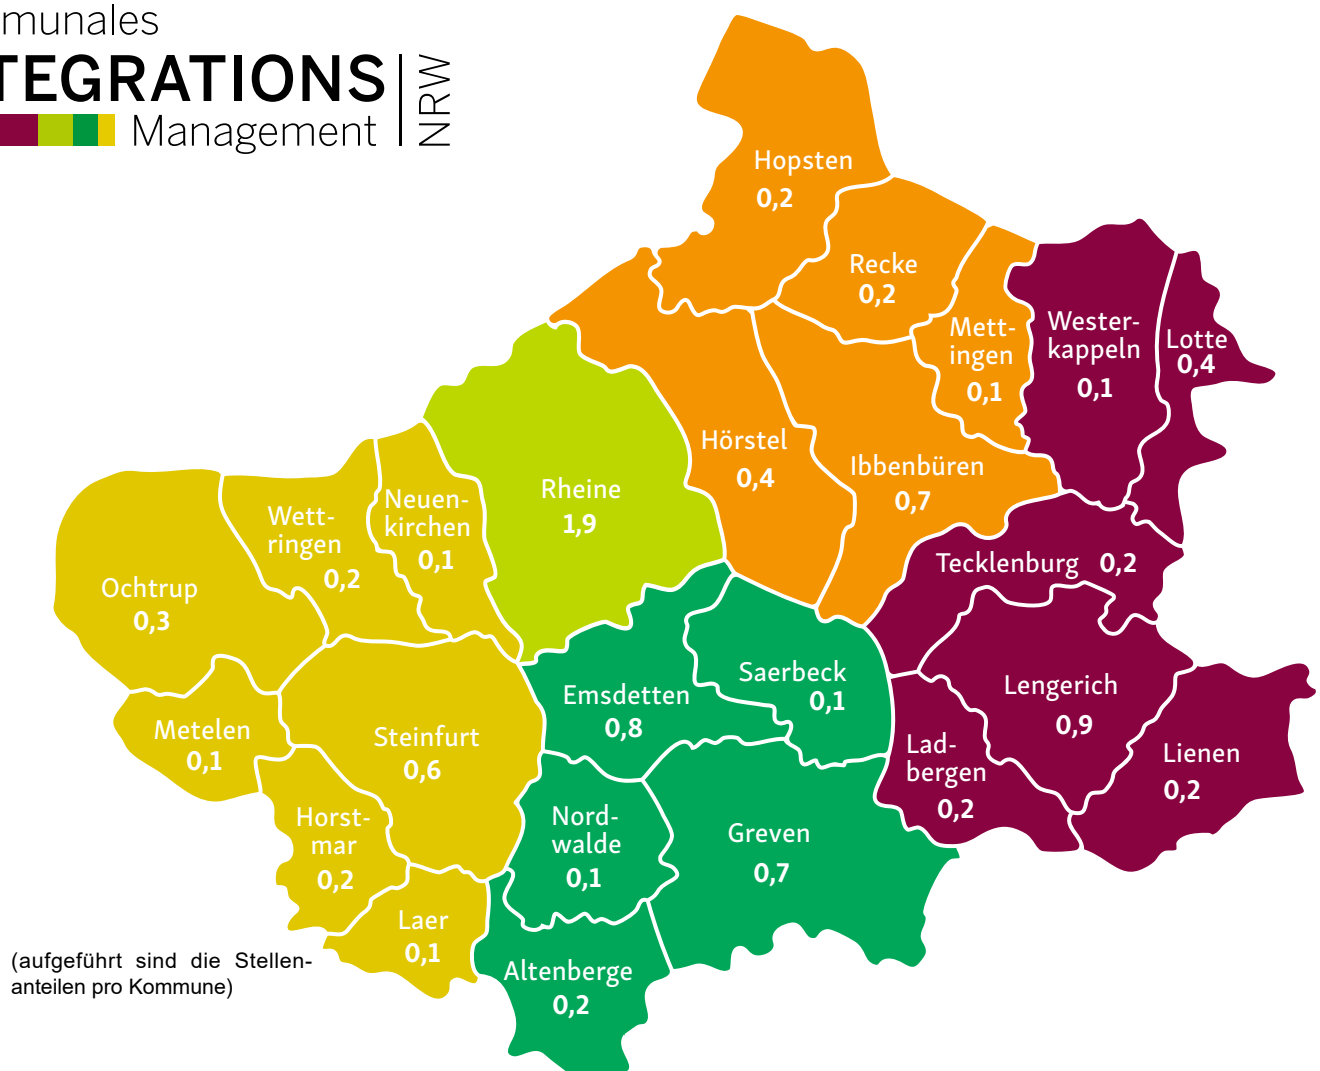 munales
TEGRATIONS
Management
NRW
Hopsten
0,2
Recke
0,2
Mett-
ingen
0,1
Wester-
kappeln
0,1
Lotte
0,4
Hörstel
0,4
Ibbenbüren
0,7
Rheine
1,9
Neuen-
kirchen
0,1
Wett-
ringen
0,2
Ochtrup
0,3
Tecklenburg 0,2
Metelen
0,1
Steinfurt
0,6
Emsdetten
0,8
Saerbeck
0,1
Lengerich
0,9
Lad-
bergen
0,2
Lienen
0,2
Horst-
mar
0,2
Nord-
walde
0,1
Greven
0,7
Laer
0,1
Altenberge
0,2
(aufgeführt sind die Stellen-
anteilen pro Kommune)